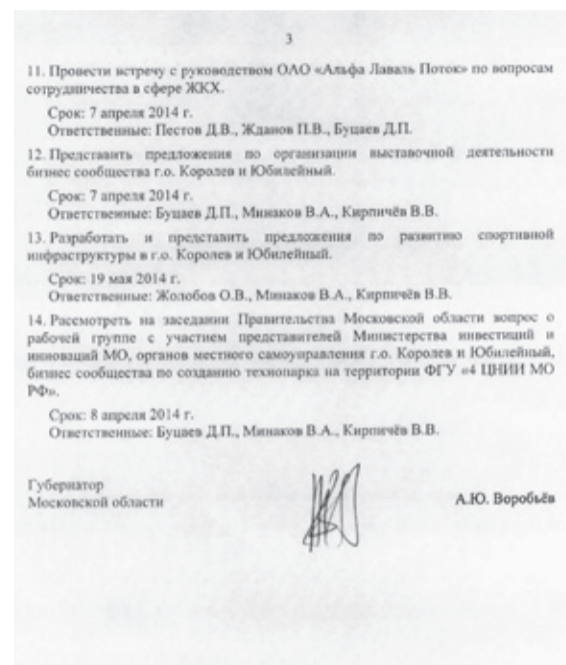 3
11. Провести встречу с руководством ОАО «Альфа Лаваль Поток» по вопросам
сотрудничества в сфере ЖКХ.
Срок: 7 апреля 2014 г.
Ответственные: Пестов Д.В., Жданов П.В., Буцаев Д.П.
12. Представить предложения по организации выставочной деятельности
бизнес сообщества г.о. Королев и Юбилейный.
Срок: 7 апреля 2014 г.
Ответственные: Буцаев Д.П., Минаков В.А., Кирпичёв В.В.
13. Разработать и представить предложения по развитию спортивной
инфраструктуры в г.о. Королев и Юбилейный.
Срок: 19 мая 2014 г.
Ответственные: Жолобов О.В., Минаков В.А., Кирпичёв В.В.
14. Рассмотреть на заседании Правительства Московской области вопрос о
рабочей группе с участием представителей Министерства инвестиций и
инноваций МО, органов местного самоуправления г.о. Королев и Юбилейный,
бизнес сообщества по созданию технопарка на территории ФГУ «4 ЦНИИ МО
РФ».
Срок: 8 апреля 2014 г.
Ответственные: Буцаев Д.П., Минаков В.А., Кирпичёв В.В.
Губернатор
Московской области
А.Ю. Воробьёв